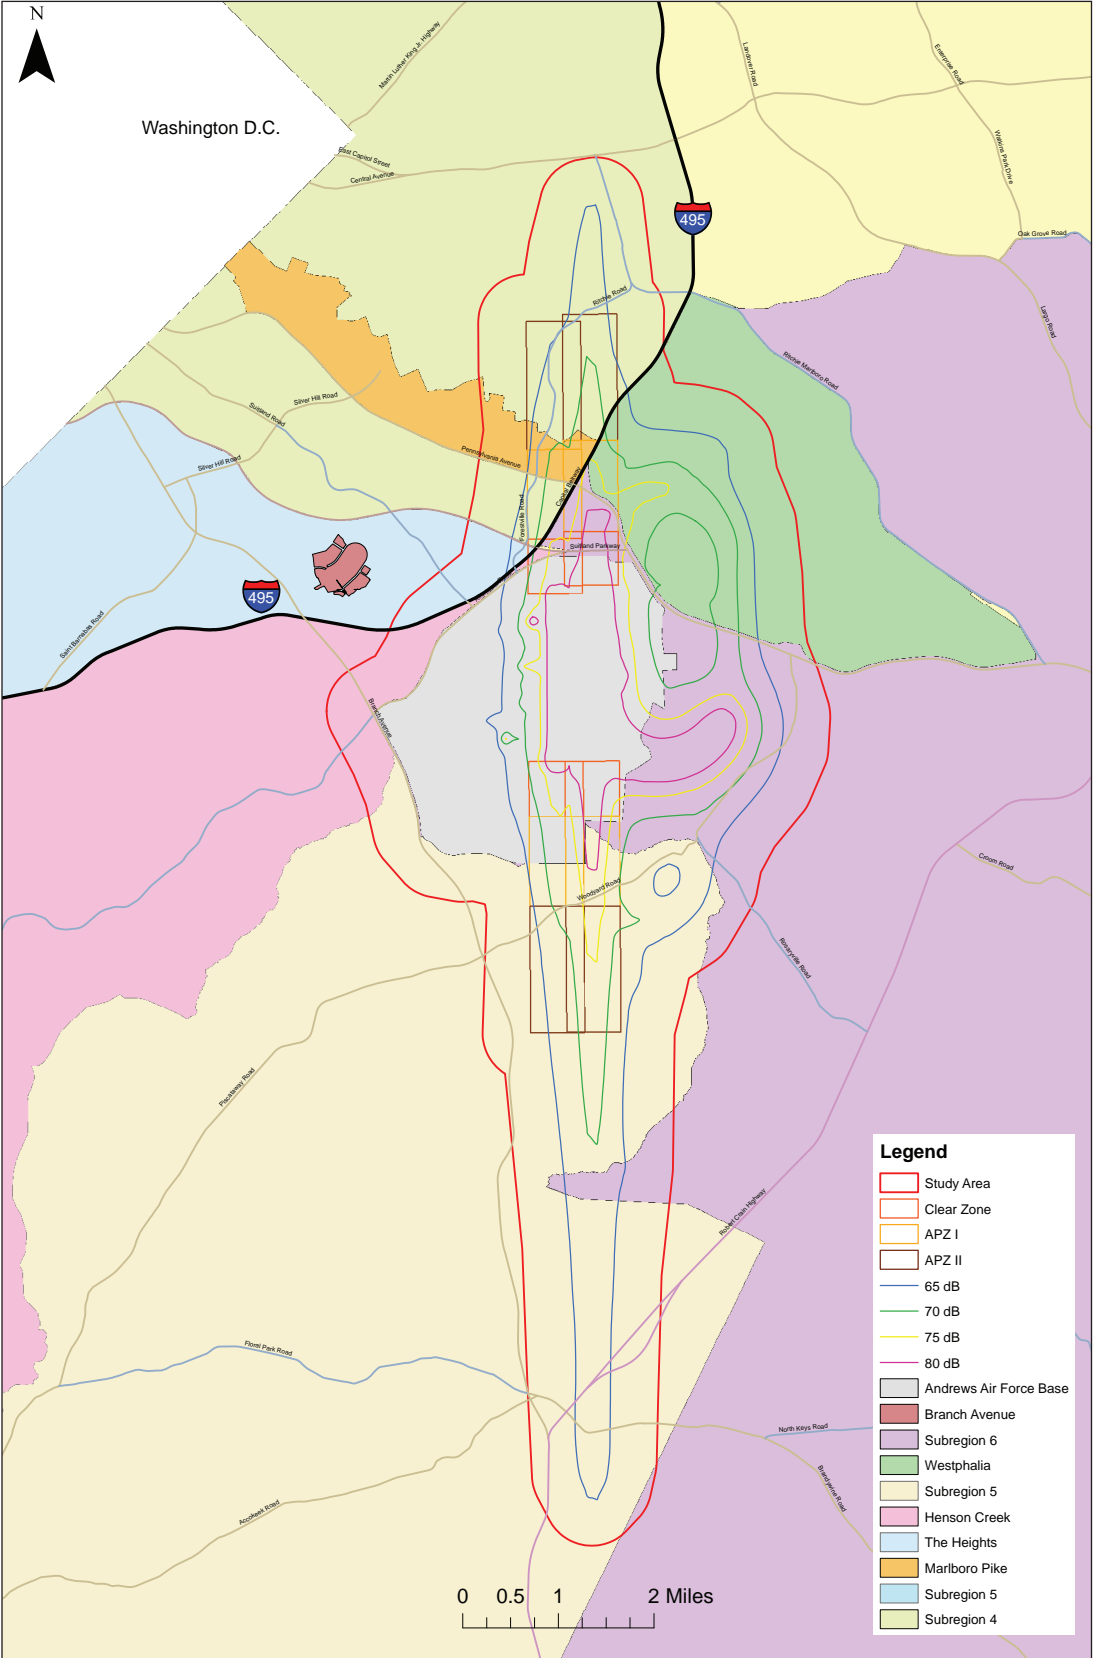 N
Washington D.C.
Martin Luther King Jr. Highway
Landover Road
Enterprise Road
Watkins Park Drive
East Capitol Street
Central Avenue
495
Oak Grove Road
Ritchie Road
Largo Road
Ritchie Marlboro Road
Silver Hill Road
Suitland Road
Silver Hill Road
Pennsylvania Avenue
Capital Beltway
Forestville Road
Suitland Parkway
495
Saint Barnabas Road
Branch Avenue
Woodyard Road
Croom Road
Rosaryville Road
Piscataway Road
Robert Crain Highway
Floral Park Road
North Keys Road
Brandywine Road
Accokeek Road
Legend
Study Area
Clear Zone
APZ I
APZ II
65 dB
70 dB
75 dB
80 dB
Andrews Air Force Base
Branch Avenue
Subregion 6
Westphalia
Subregion 5
Henson Creek
The Heights
Marlboro Pike
Subregion 5
Subregion 4
0 0.5 1 2 Miles